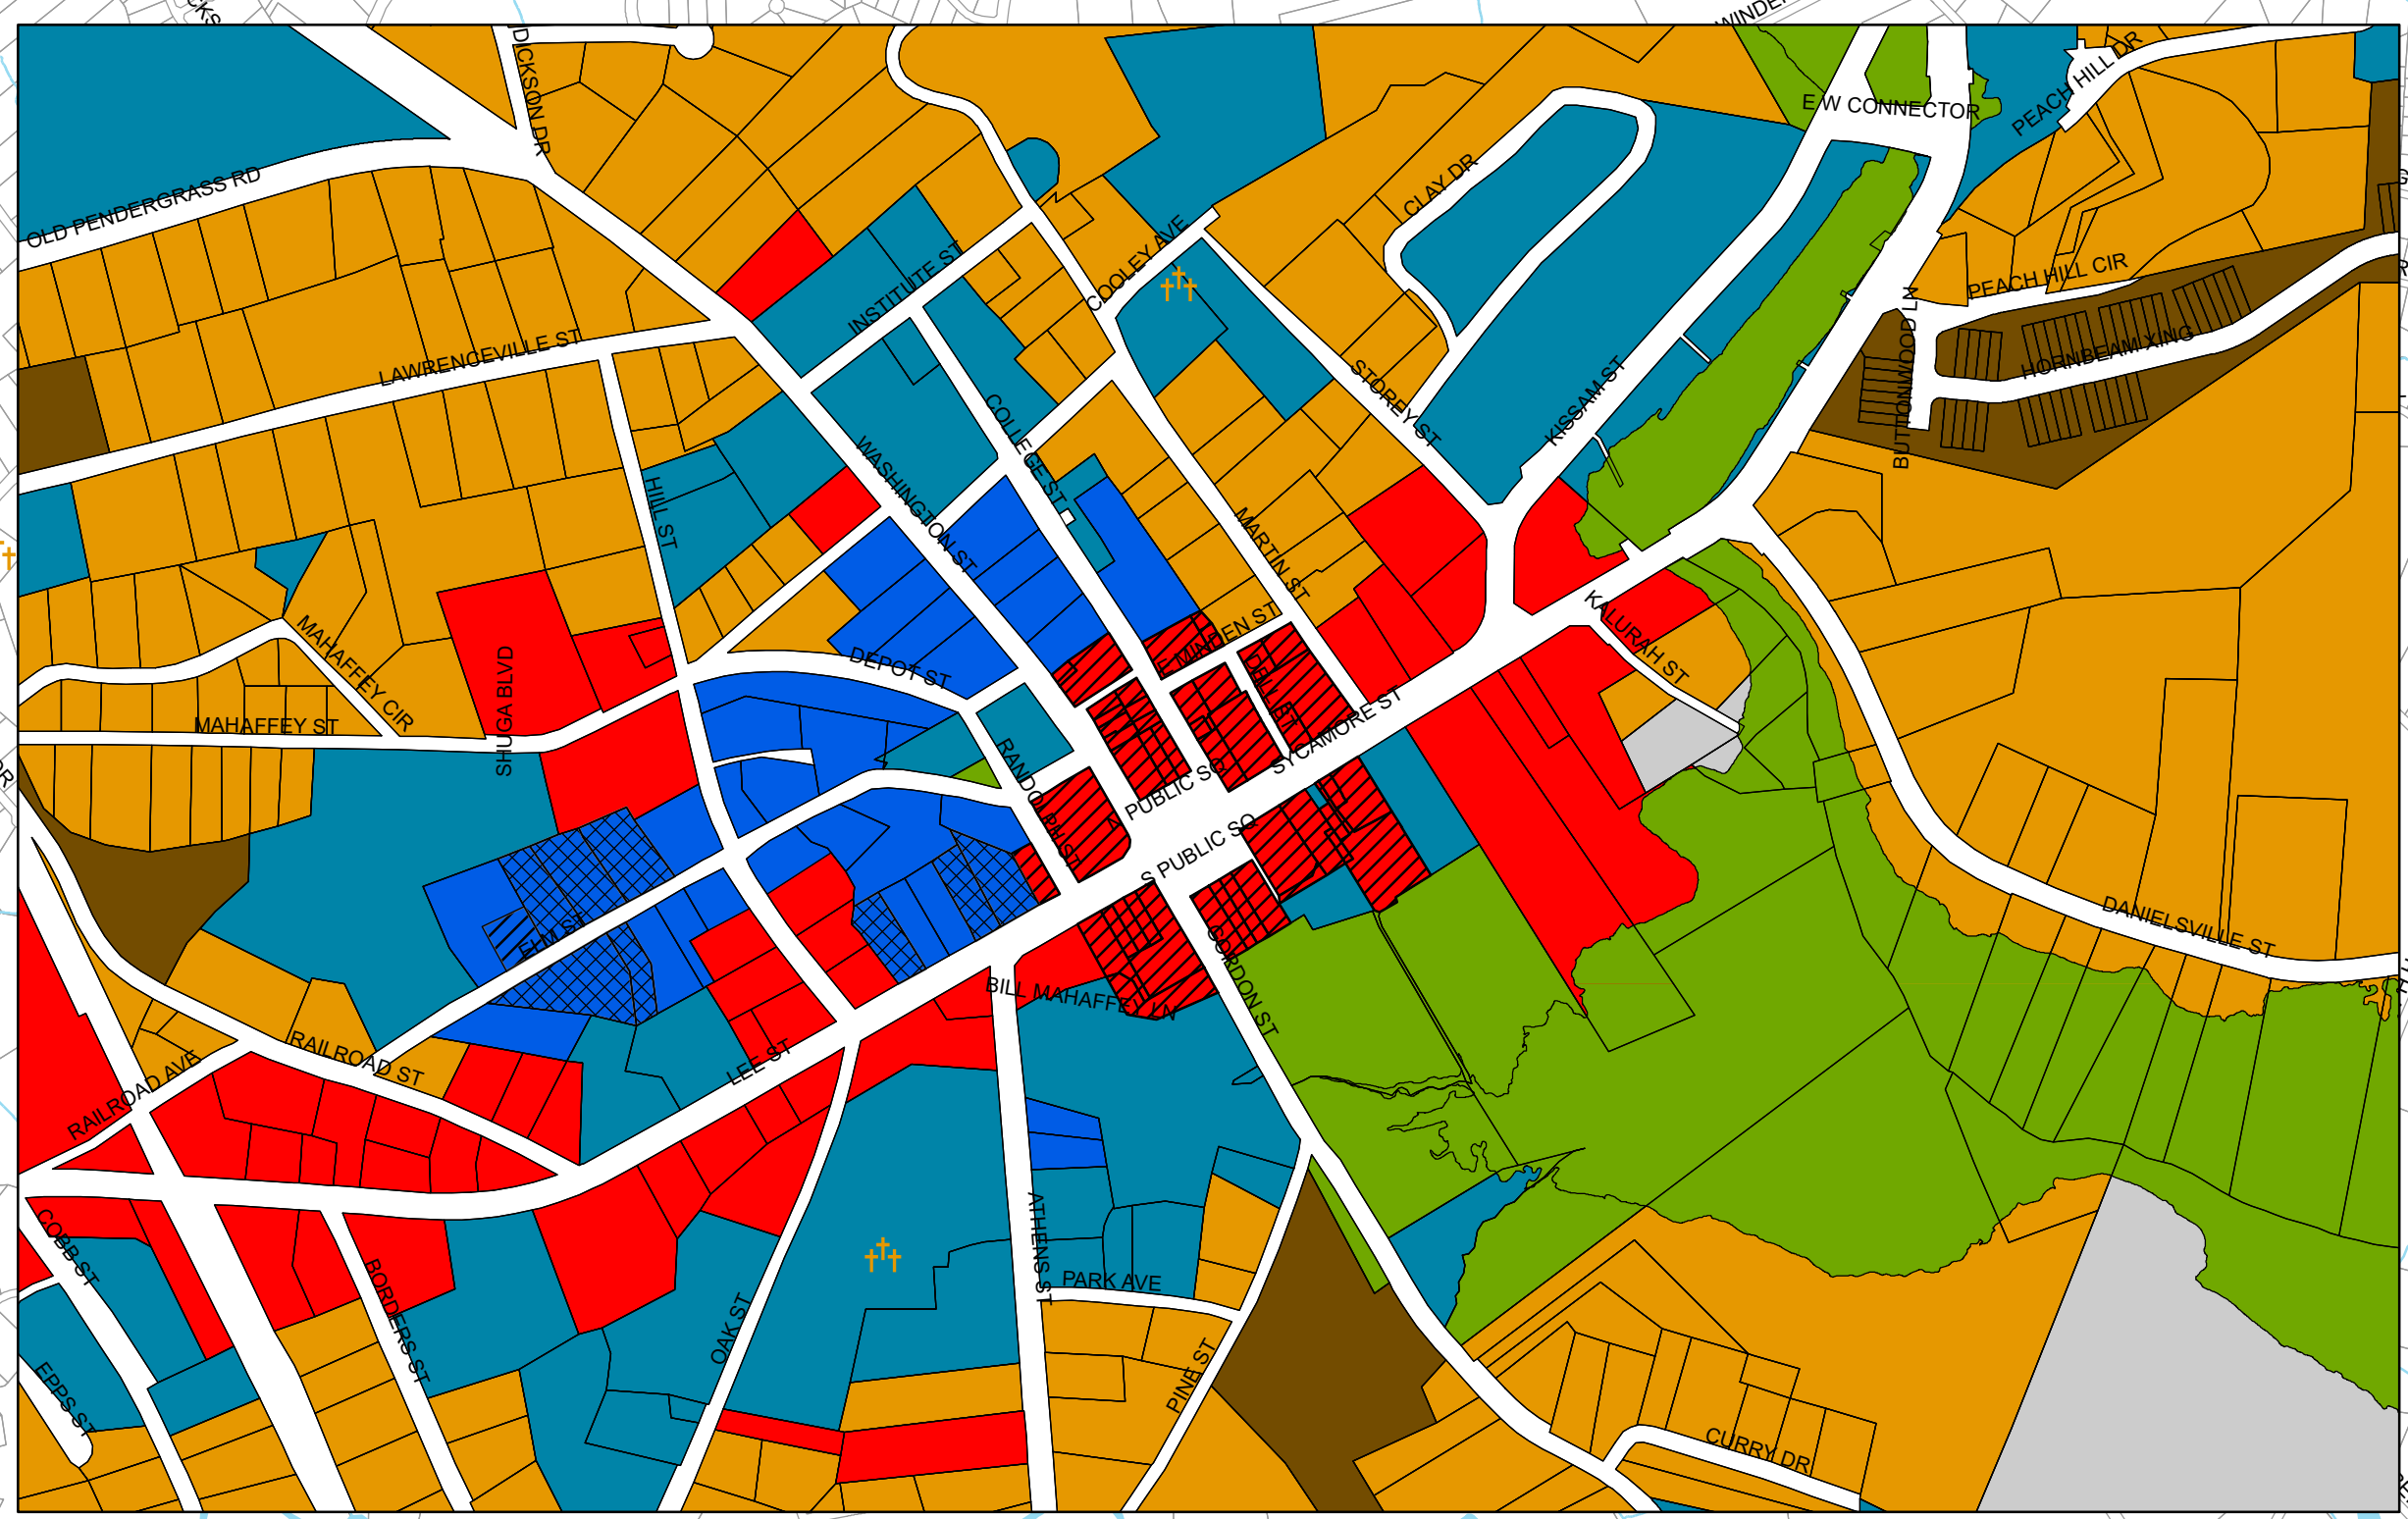 WINDER
DICKSON DR
PEACH HILL DR
E W CONNECTOR
OLD PENDERGRASS RD
CLAY DR
INSTITUTE ST
COOLEY AVE
PEACH HILL CIR
LAWRENCEVILLE ST
BUTTONWOOD LN
HORNBEAM XING
STOREY ST
KISSAM ST
COLLEGE ST
WASHINGTON ST
HILL ST
MARTIN ST
KALURAH ST
E MINDEN ST
MAHAFFEY CIR
MAHAFFEY ST
SHUGA BLVD
DEPOT ST
SYCAMORE ST
RANDOLPH ST
PUBLIC SQ
S PUBLIC SQ
ELM ST
DANIELSVILLE ST
GORDON ST
BILL MAHAFFEY LN
RAILROAD ST
RAILROAD AVE
LEE ST
COBB ST
BORDERS ST
ATHENS ST
PARK AVE
OAK ST
PINE ST
EPPS ST
CURRY DR